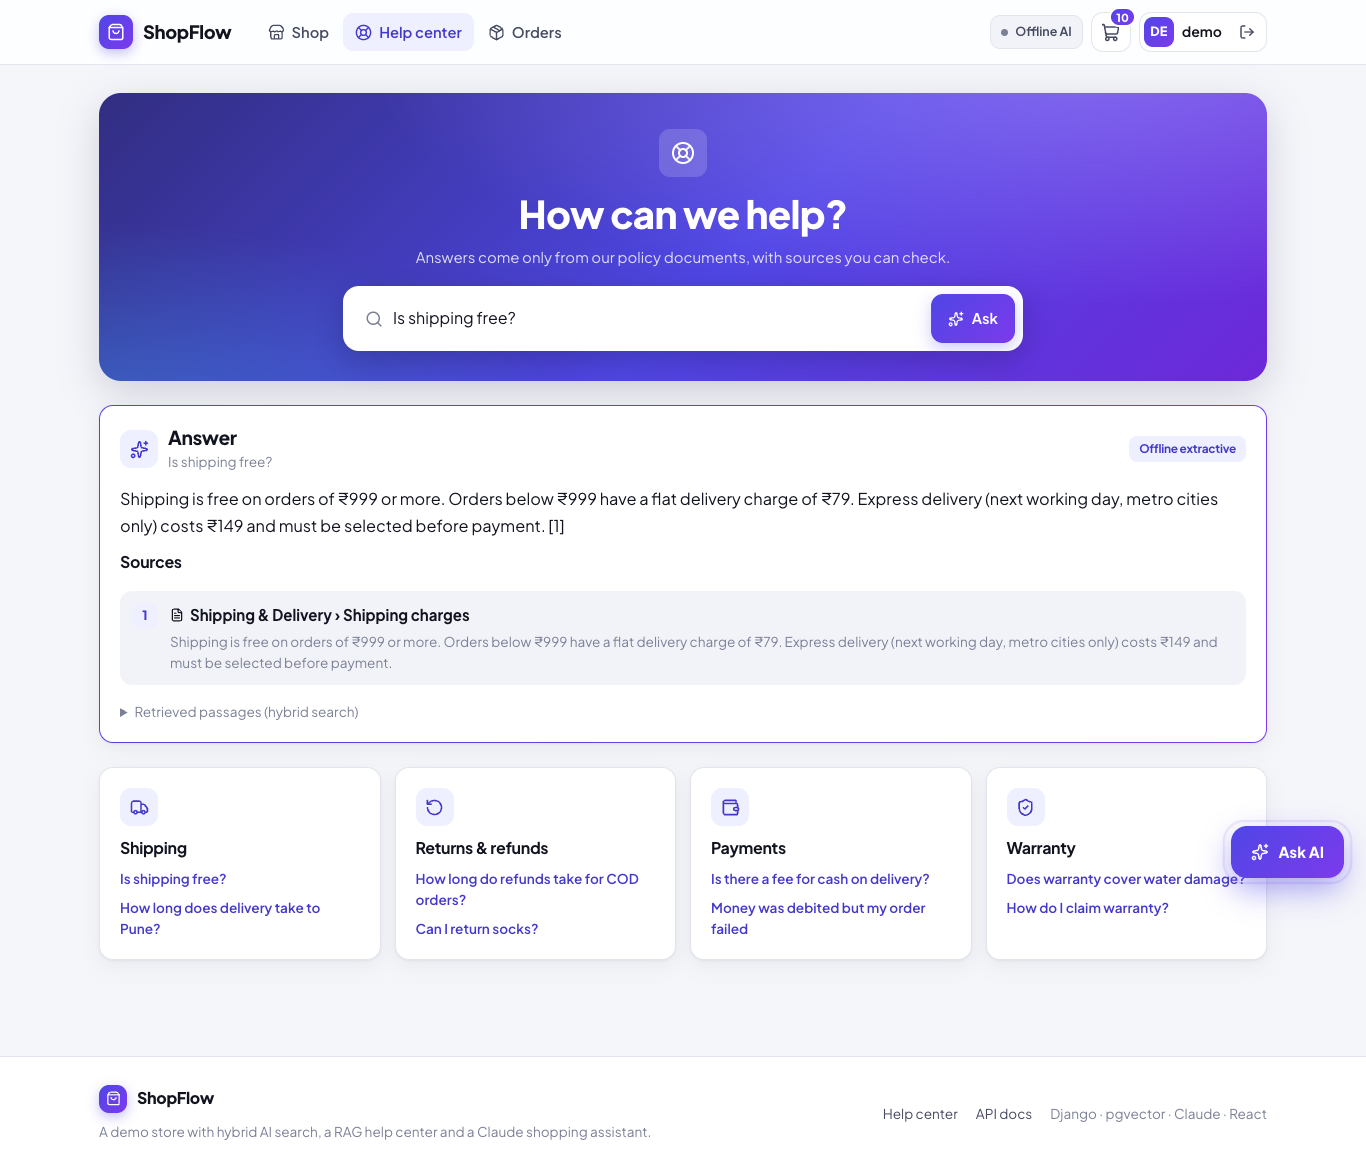 ShopFlow
Shop
Help center
Orders
Offline AI
10
DE
demo
How can we help?
Answers come only from our policy documents, with sources you can check.
Is shipping free?
Ask
Answer
Is shipping free?
Offline extractive
Shipping is free on orders of ₹999 or more. Orders below ₹999 have a flat delivery charge of ₹79. Express delivery (next working day, metro cities
only) costs ₹149 and must be selected before payment. [1]
Sources
1
Shipping & Delivery › Shipping charges
Shipping is free on orders of ₹999 or more. Orders below ₹999 have a flat delivery charge of ₹79. Express delivery (next working day, metro cities only) costs ₹149 and
must be selected before payment.
Retrieved passages (hybrid search)
Shipping
Is shipping free?
How long does delivery take to
Pune?
Returns & refunds
How long do refunds take for COD
orders?
Can I return socks?
Payments
Is there a fee for cash on delivery?
Money was debited but my order
failed
Warranty
Does warranty cover water damage?
How do I claim warranty?
Ask AI
ShopFlow
A demo store with hybrid AI search, a RAG help center and a Claude shopping assistant.
Help center
API docs
Django · pgvector · Claude · React